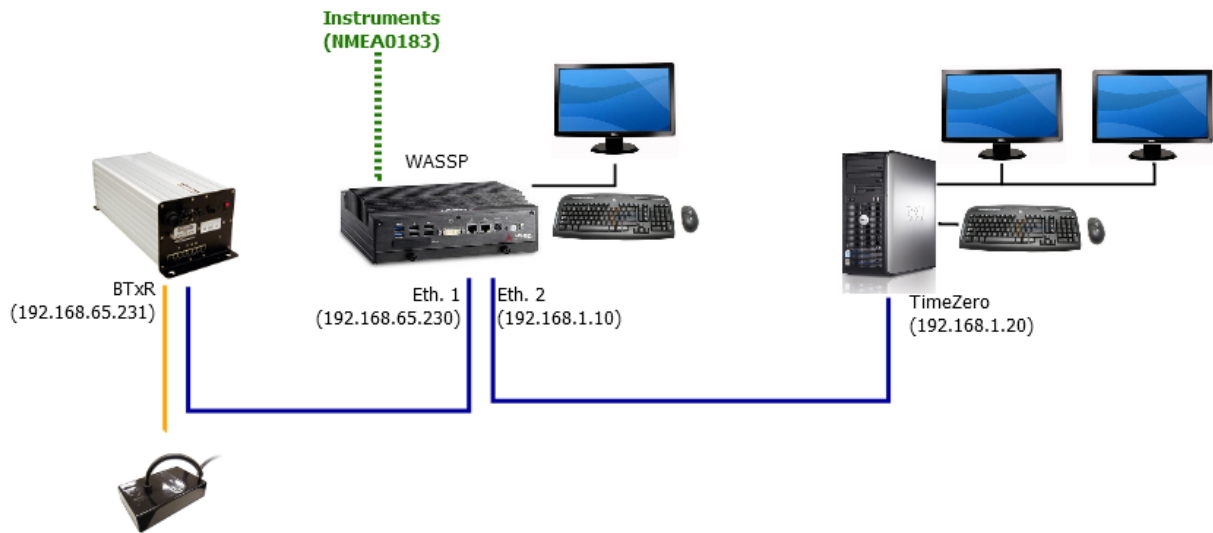 Instruments
(NMEA0183)
WASSP
BTxR
(192.168.65.231)
Eth. 1
(192.168.65.230)
Eth. 2
(192.168.1.10)
TimeZero
(192.168.1.20)